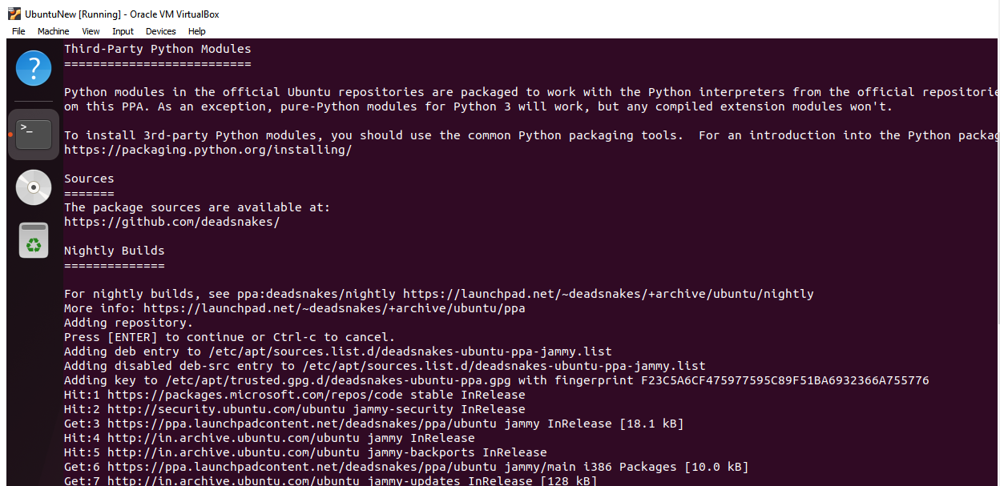 UbuntuNew [Running] - Oracle VM VirtualBox
File Machine View Input Devices Help
Third-Party Python Modules
==========================
Python modules in the official Ubuntu repositories are packaged to work with the Python interpreters from the official repositorie
om this PPA. As an exception, pure-Python modules for Python 3 will work, but any compiled extension modules won't.
To install 3rd-party Python modules, you should use the common Python packaging tools.  For an introduction into the Python packag
https://packaging.python.org/installing/
Sources
=======
The package sources are available at:
https://github.com/deadsnakes/
Nightly Builds
==============
For nightly builds, see ppa:deadsnakes/nightly https://launchpad.net/~deadsnakes/+archive/ubuntu/nightly
More info: https://launchpad.net/~deadsnakes/+archive/ubuntu/ppa
Adding repository.
Press [ENTER] to continue or Ctrl-c to cancel.
Adding deb entry to /etc/apt/sources.list.d/deadsnakes-ubuntu-ppa-jammy.list
Adding disabled deb-src entry to /etc/apt/sources.list.d/deadsnakes-ubuntu-ppa-jammy.list
Adding key to /etc/apt/trusted.gpg.d/deadsnakes-ubuntu-ppa.gpg with fingerprint F23C5A6CF475977595C89F51BA6932366A755776
Hit:1 https://packages.microsoft.com/repos/code stable InRelease
Hit:2 http://security.ubuntu.com/ubuntu jammy-security InRelease
Get:3 https://ppa.launchpadcontent.net/deadsnakes/ppa/ubuntu jammy InRelease [18.1 kB]
Hit:4 http://in.archive.ubuntu.com/ubuntu jammy InRelease
Hit:5 http://in.archive.ubuntu.com/ubuntu jammy-backports InRelease
Get:6 https://ppa.launchpadcontent.net/deadsnakes/ppa/ubuntu jammy/main i386 Packages [10.0 kB]
Get:7 http://in.archive.ubuntu.com/ubuntu jammy-updates InRelease [128 kB]